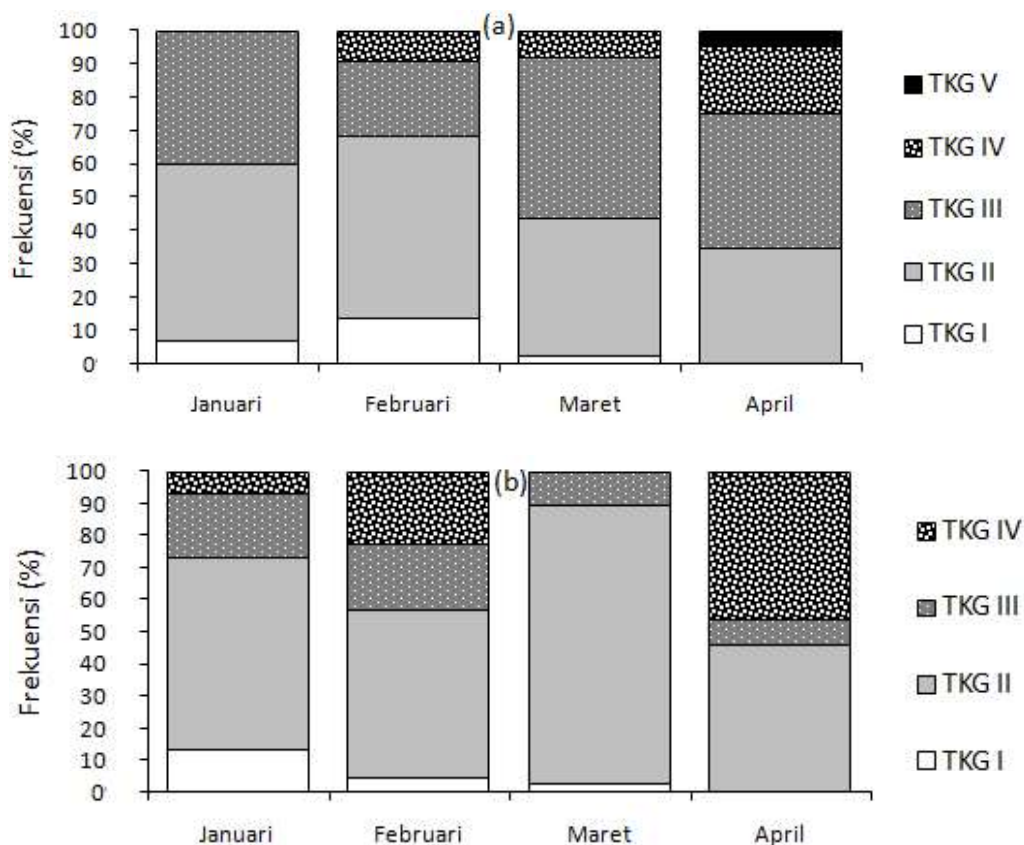 (a)
Frekuensi (%)
100
90
80
70
60
50
40
30
20
10
0
Januari Februari Maret April
TKG V
TKG IV
TKG III
TKG II
TKG I
(b)
Frekuensi (%)
100
90
80
70
60
50
40
30
20
10
0
Januari Februari Maret April
TKG IV
TKG III
TKG II
TKG I